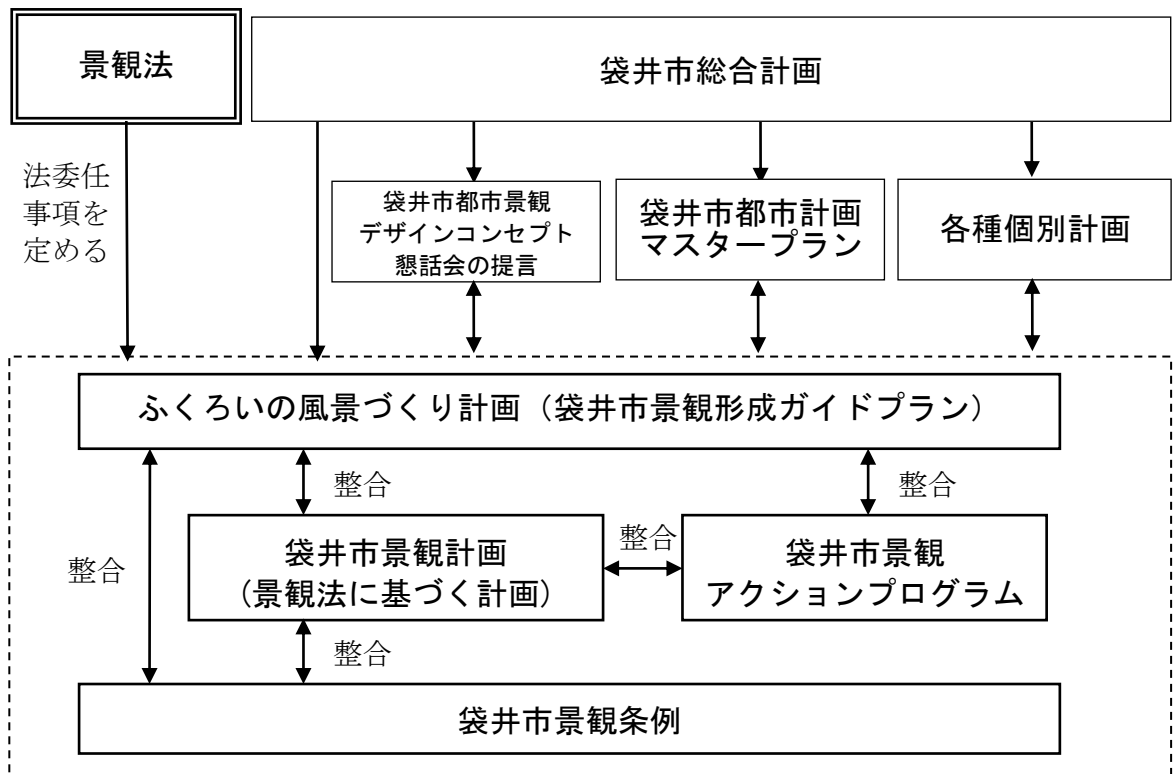 景観法
袋井市総合計画
法委任
事項を
定める
袋井市都市景観
デザインコンセプト
懇話会の提言
袋井市都市計画
マスタープラン
各種個別計画
ふくろいの風景づくり計画（袋井市景観形成ガイドプラン）
整合
整合
整合
袋井市景観計画
(景観法に基づく計画)
整合
袋井市景観
アクションプログラム
整合
袋井市景観条例